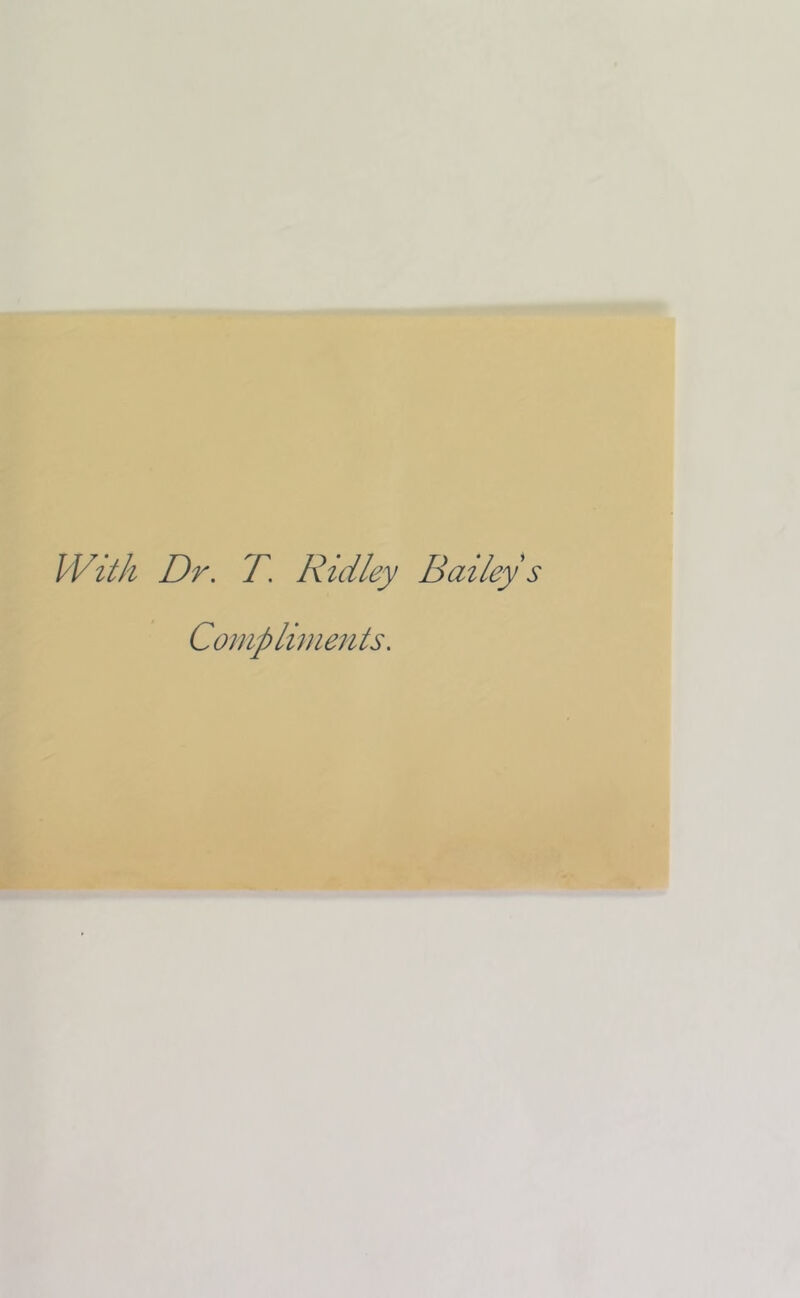 With Dr. T. Ridley Bailey's
Compliments.